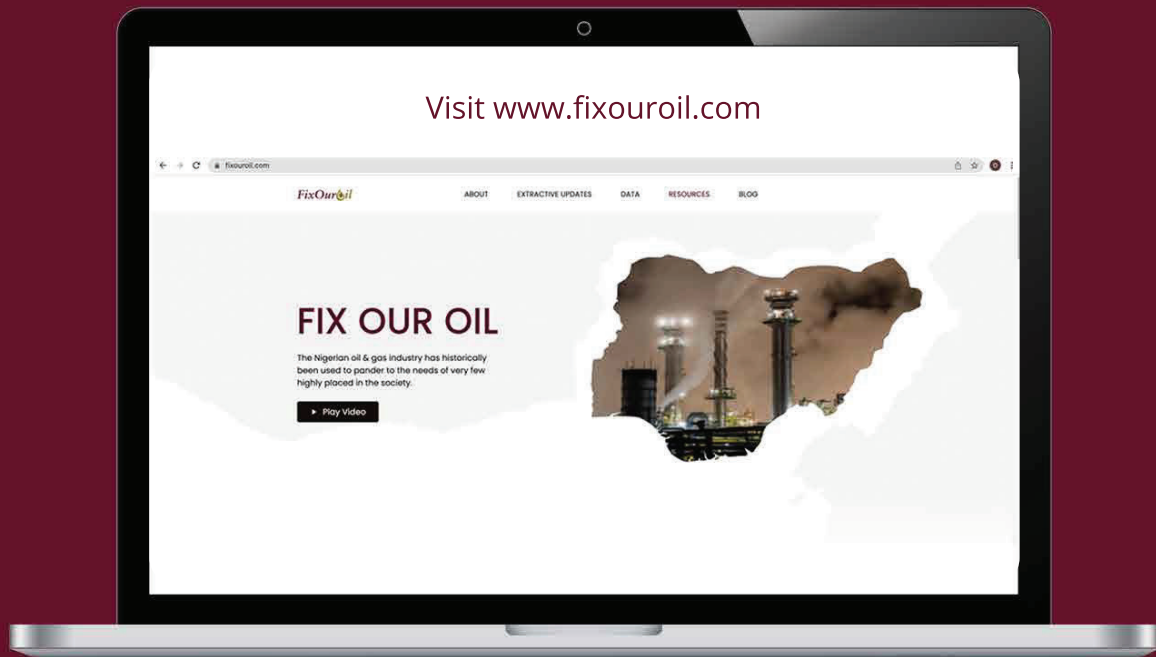 Visit www.fixouroil.com
fixouroil.com
FixOuroil
ABOUT EXTRACTIVE UPDATES DATA RESOURCES BLOG
FIX OUR OIL
The Nigerian oil & gas industry has historically
been used to pander to the needs of very few
highly placed in the society.
Play Video